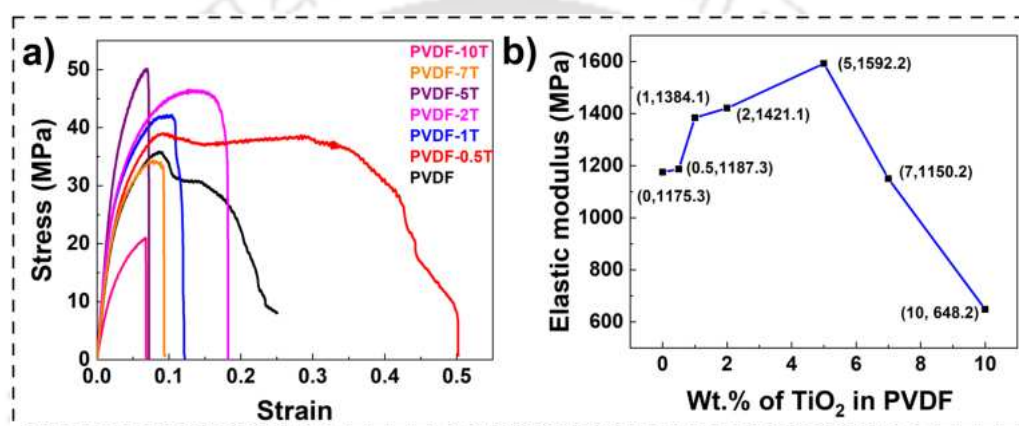 a)
PVDF-10T
PVDF-7T
PVDF-5T
PVDF-2T
PVDF-1T
PVDF-0.5T
PVDF
Stress (MPa)
50
40
30
20
10
0
0.0 0.1 0.2 0.3 0.4 0.5
Strain
b)
Elastic modulus (MPa)
1600
1400
1200
1000
800
600
(5,1592.2)
(1,1384.1)
(2,1421.1)
(0.5,1187.3)
(7,1150.2)
(0,1175.3)
(10, 648.2)
0 2 4 6 8 10
Wt.% of TiO₂ in PVDF